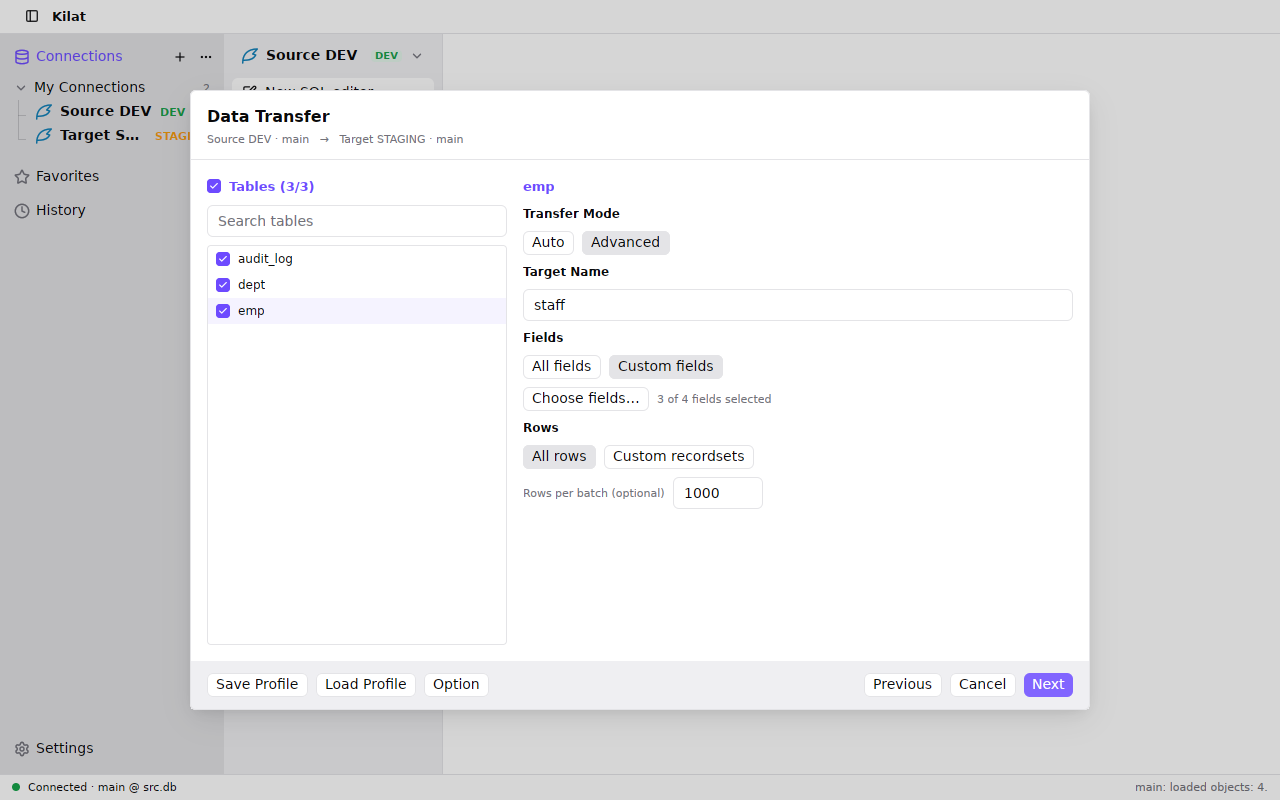 Kilat
Connections
My Connections 2
Source DEV DEV
Target S... STAGI
Favorites
History
Settings
Source DEV DEV
New SQL editor
Data Transfer
Source DEV · main → Target STAGING · main
Tables (3/3)
Search tables
audit_log
dept
emp
emp
Transfer Mode
Auto Advanced
Target Name
staff
Fields
All fields Custom fields
Choose fields... 3 of 4 fields selected
Rows
All rows Custom recordsets
Rows per batch (optional) 1000
Save Profile Load Profile Option Previous Cancel Next
Connected · main @ src.db main: loaded objects: 4.